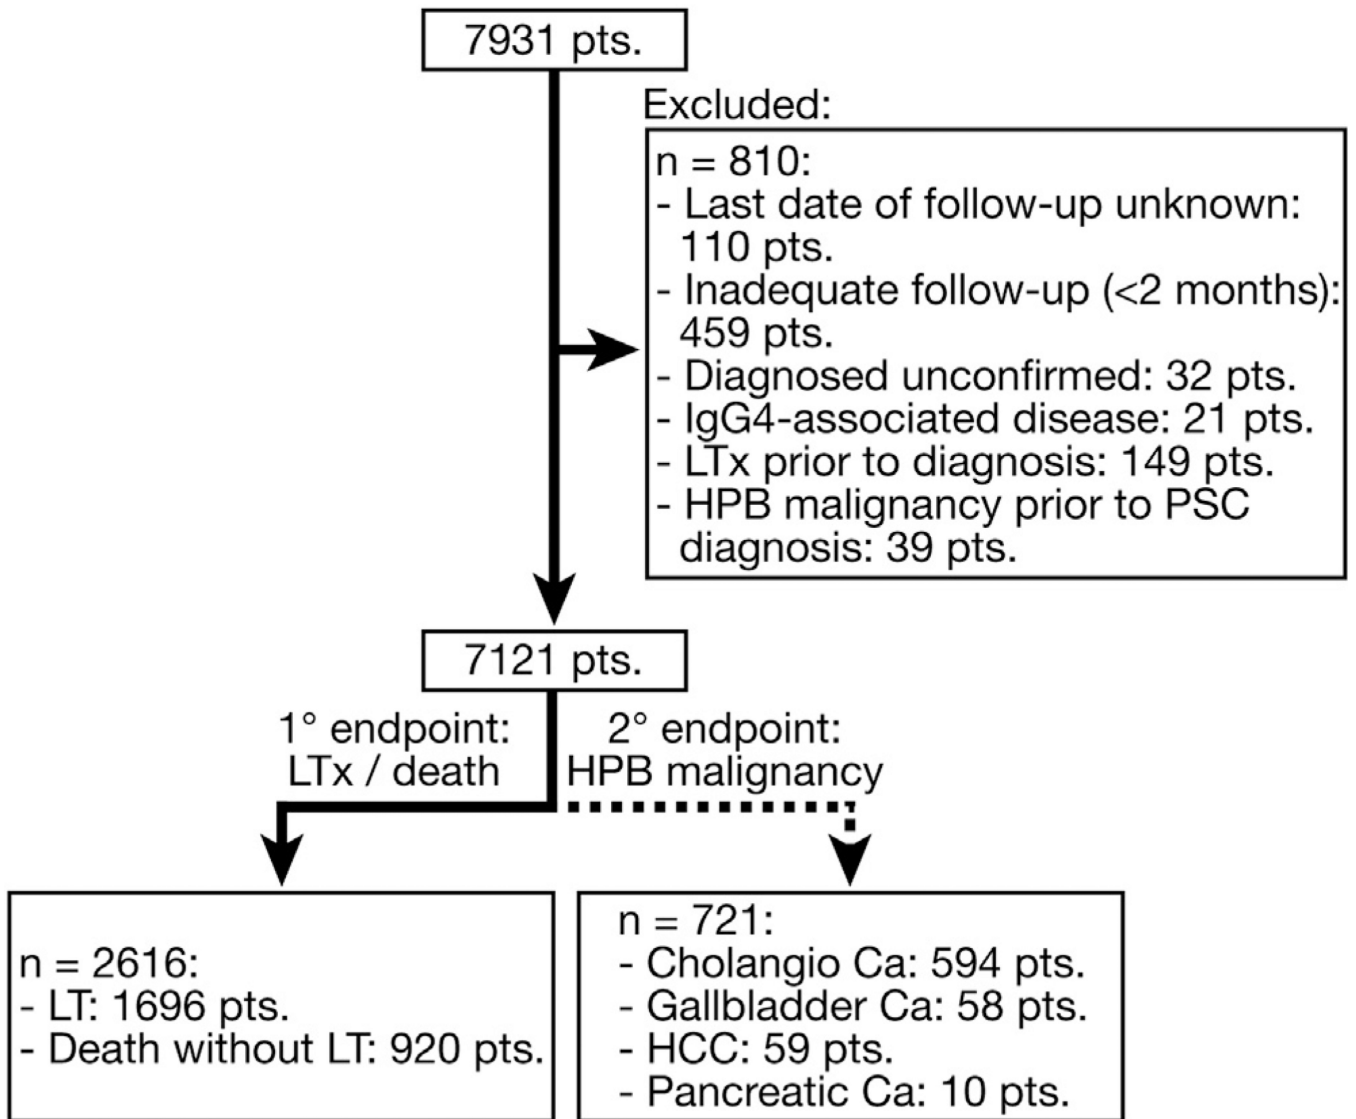 7931 pts.
Excluded:
n = 810:
- Last date of follow-up unknown:
110 pts.
- Inadequate follow-up (<2 months):
459 pts.
- Diagnosed unconfirmed: 32 pts.
- IgG4-associated disease: 21 pts.
- LTx prior to diagnosis: 149 pts.
- HPB malignancy prior to PSC
diagnosis: 39 pts.
7121 pts.
1° endpoint:
LTx / death
2° endpoint:
HPB malignancy
n = 2616:
- LT: 1696 pts.
- Death without LT: 920 pts.
n = 721:
- Cholangio Ca: 594 pts.
- Gallbladder Ca: 58 pts.
- HCC: 59 pts.
- Pancreatic Ca: 10 pts.